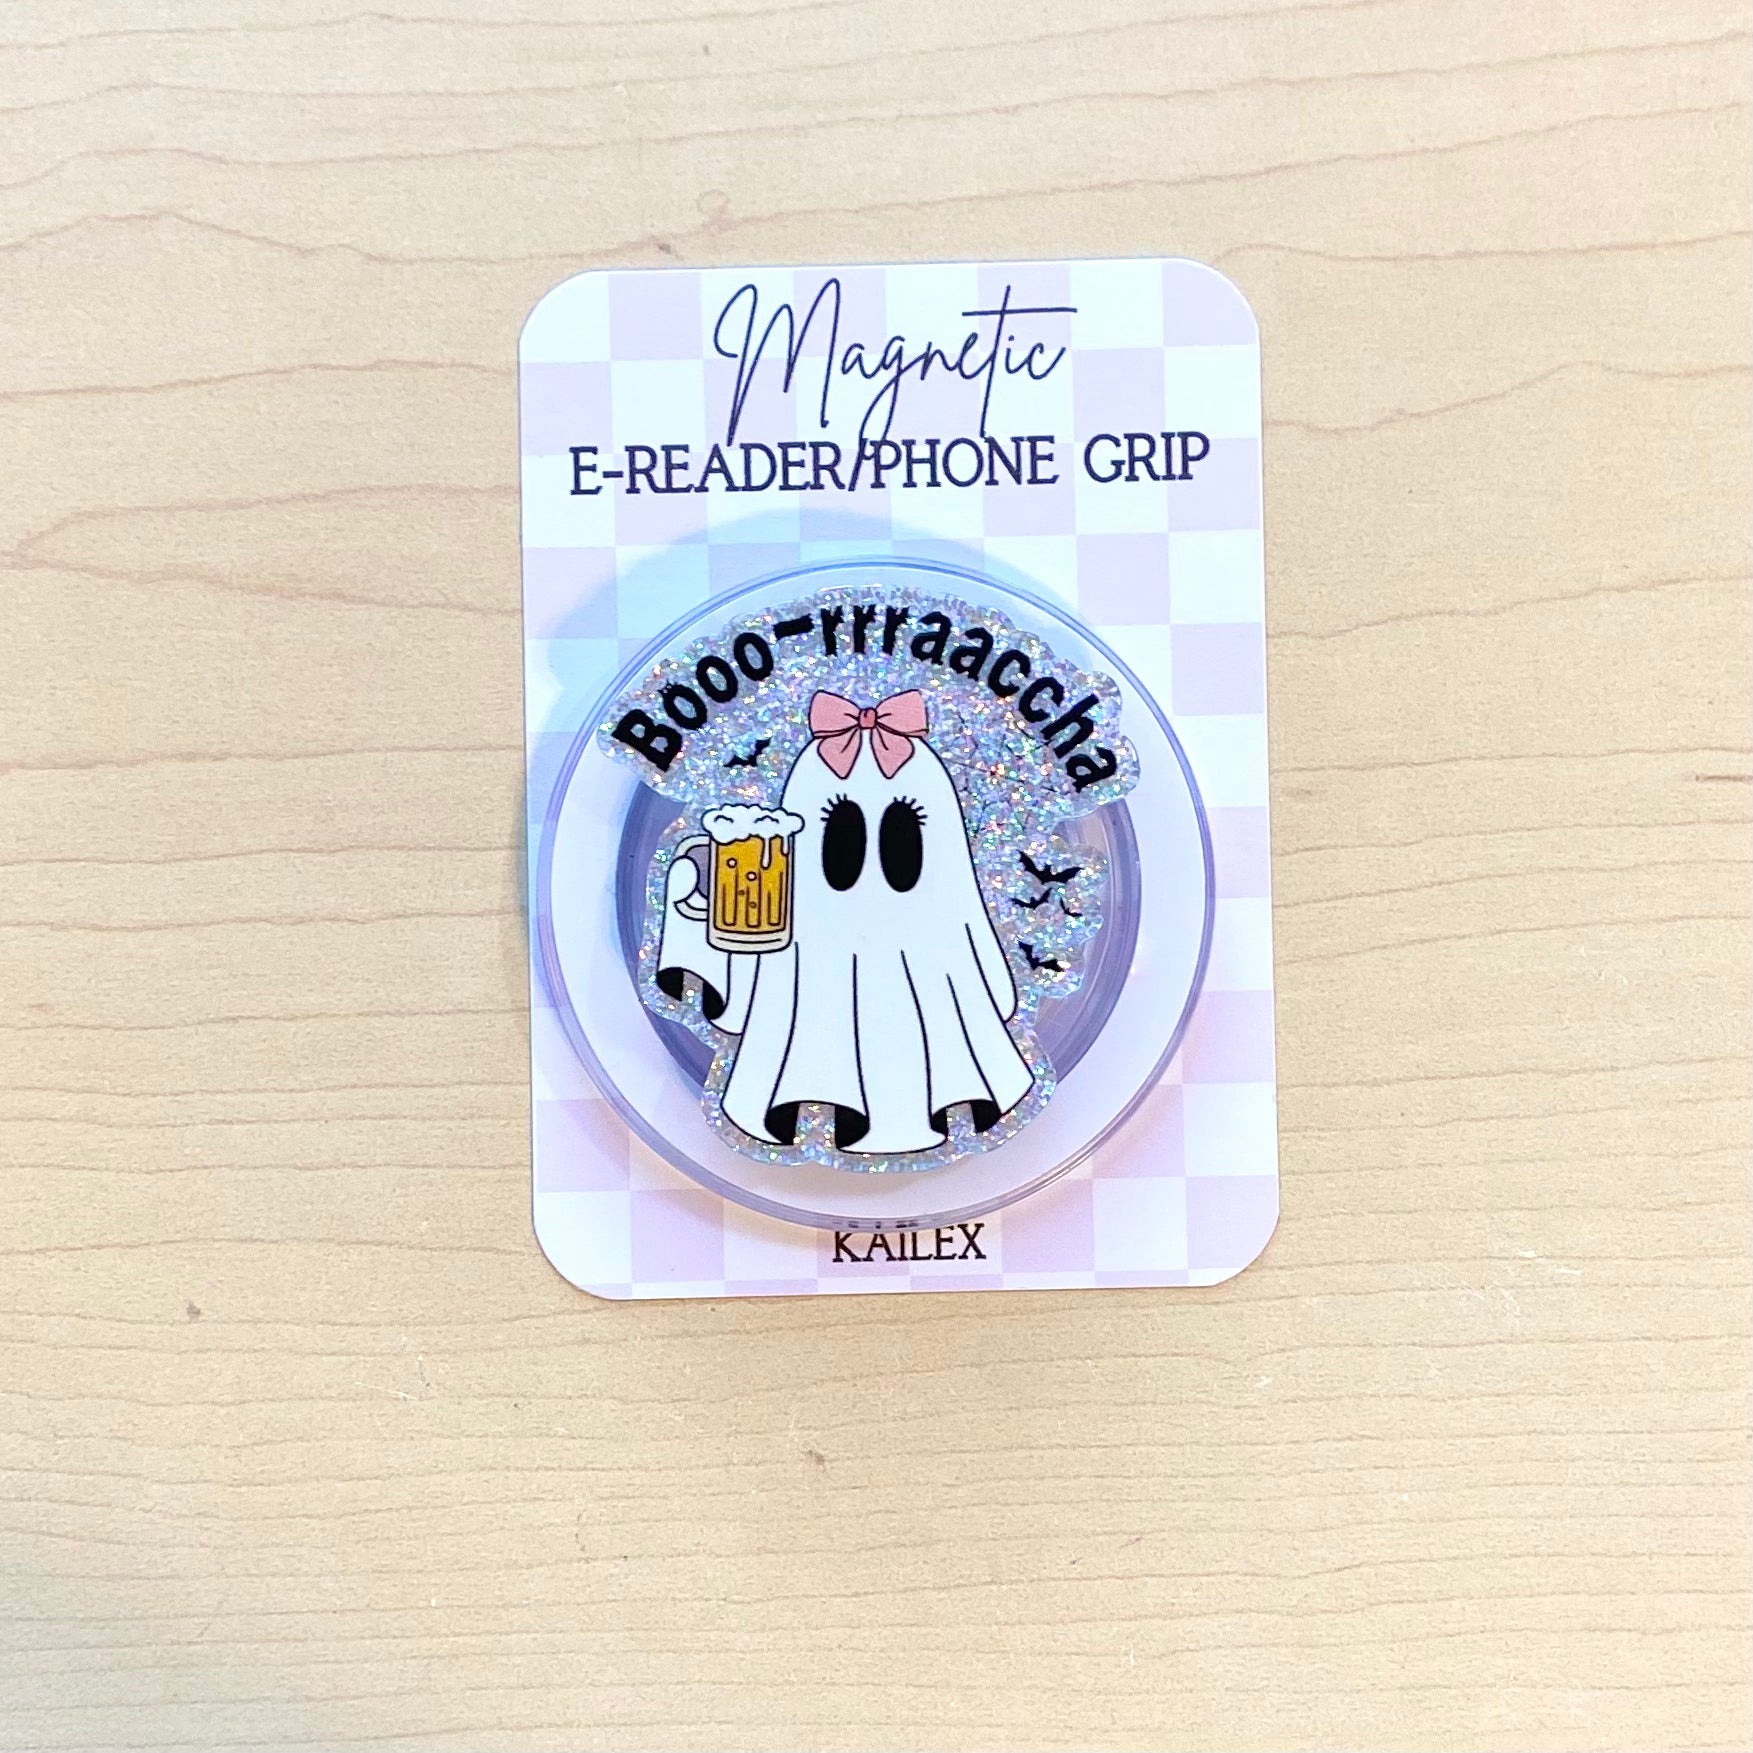 Magnetic
E-READER/PHONE GRIP
Booo-rrraaccha
KAILEX